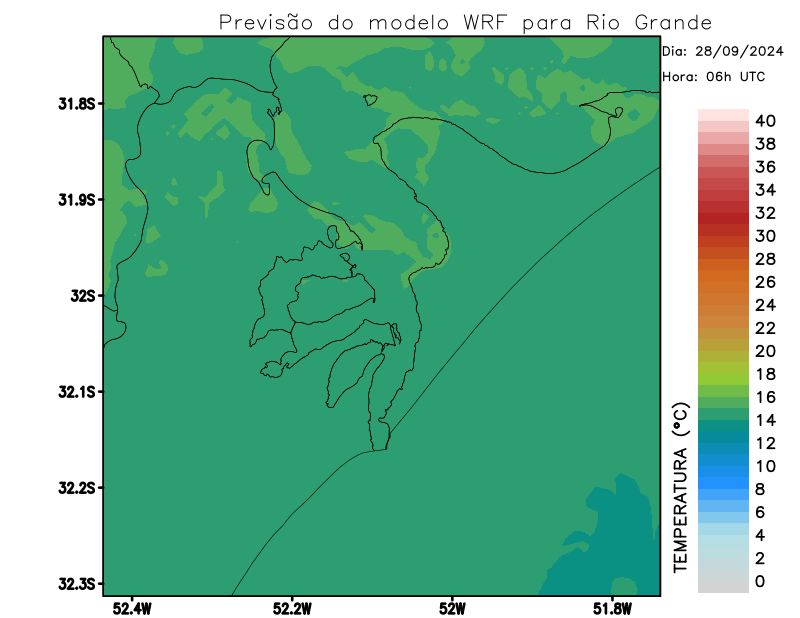 Previsão do modelo WRF para Rio Grande
Dia: 28/09/2024
Hora: 06h UTC
31.8S
31.9S
32S
32.1S
32.2S
32.3S
52.4W
52.2W
52W
51.8W
TEMPERATURA (°C)
40
38
36
34
32
30
28
26
24
22
20
18
16
14
12
10
8
6
4
2
0